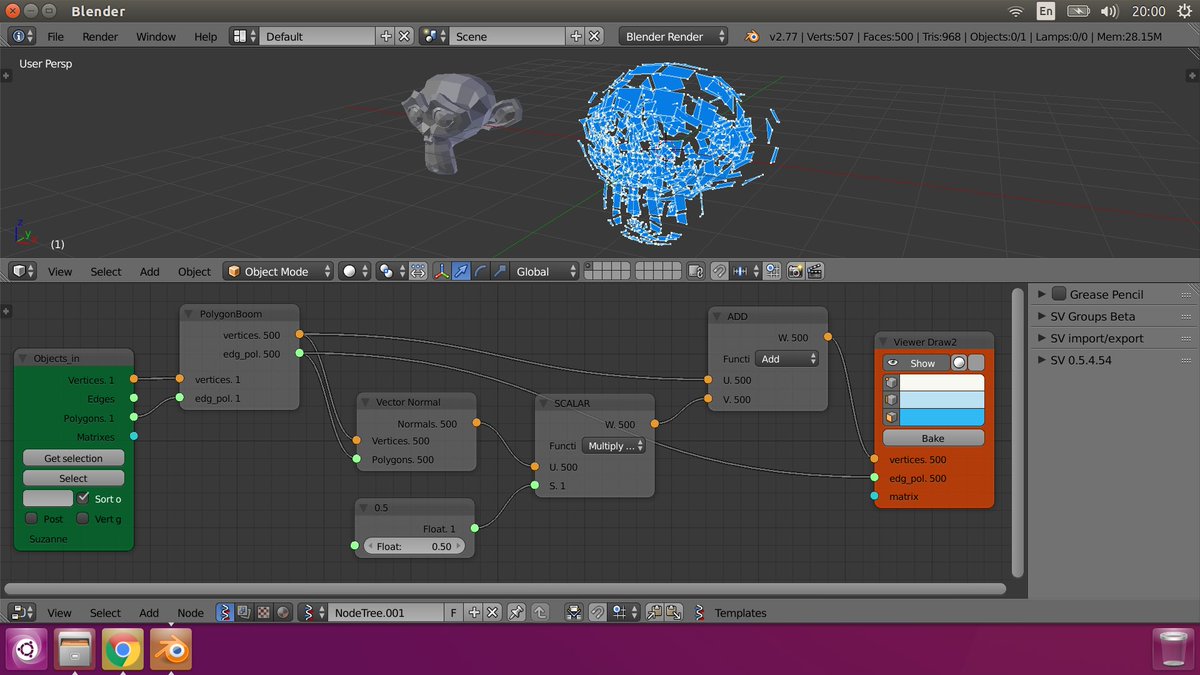 Blender
En
20:00
File Render Window Help Default Scene Blender Render v2.77 | Verts:507 | Faces:500 | Tris:968 | Objects:0/1 | Lamps:0/0 | Mem:28.15M
User Persp
z
y
x
(1)
View Select Add Object Object Mode Global
Objects_in
Vertices. 1
Edges
Polygons. 1
Matrixes
Get selection
Select
Sort o
Post Vert g
Suzanne
PolygonBoom
vertices. 500
edg_pol. 500
vertices. 1
edg_pol. 1
Vector Normal
Normals. 500
Vertices. 500
Polygons. 500
0.5
Float. 1
Float: 0.50
SCALAR
W. 500
Functi Multiply ...
U. 500
S. 1
ADD
W. 500
Functi Add
U. 500
V. 500
Viewer Draw2
Show
Bake
vertices. 500
edg_pol. 500
matrix
Grease Pencil
SV Groups Beta
SV import/export
SV 0.5.4.54
View Select Add Node NodeTree.001 F Templates